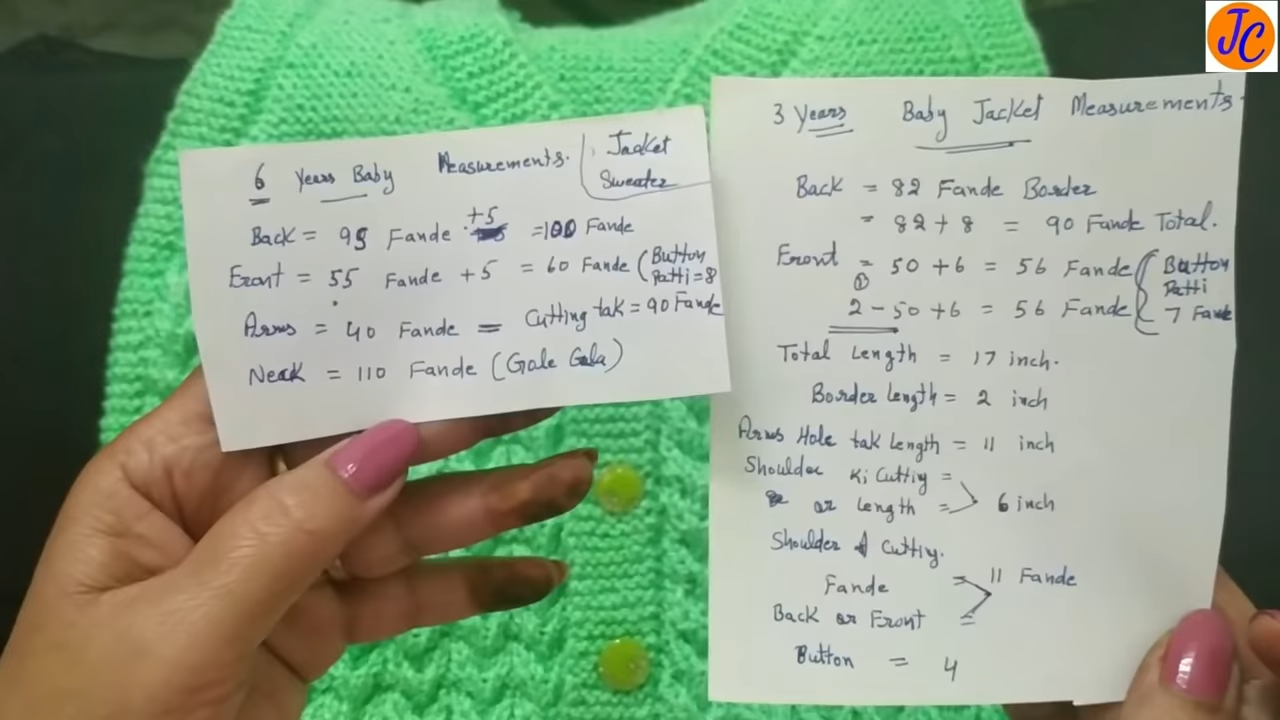 JC
6 Years Baby Measurements. Jacket
Sweater
Back = 95 Fande +5 = 100 Fande
Front = 55 Fande +5 = 60 Fande (Button
Patti = 8
Arms = 40 Fande = Cutting tak = 90 Fande
Neck = 110 Fande (Gole Gala)
3 Years Baby Jacket Measurements.
Back = 82 Fande Border
= 82 + 8 = 90 Fande Total.
Front = 50 + 6 = 56 Fande Button
① Patti
2 - 50 + 6 = 56 Fande 7 Fande
Total Length = 17 inch.
Border Length = 2 inch
Arms Hole tak Length = 11 inch
Shoulder Ki Cuttiy =
or Length = 6 inch
Shoulder Cuttiy.
Fande = 11 Fande
Back or Front =
Button = 4